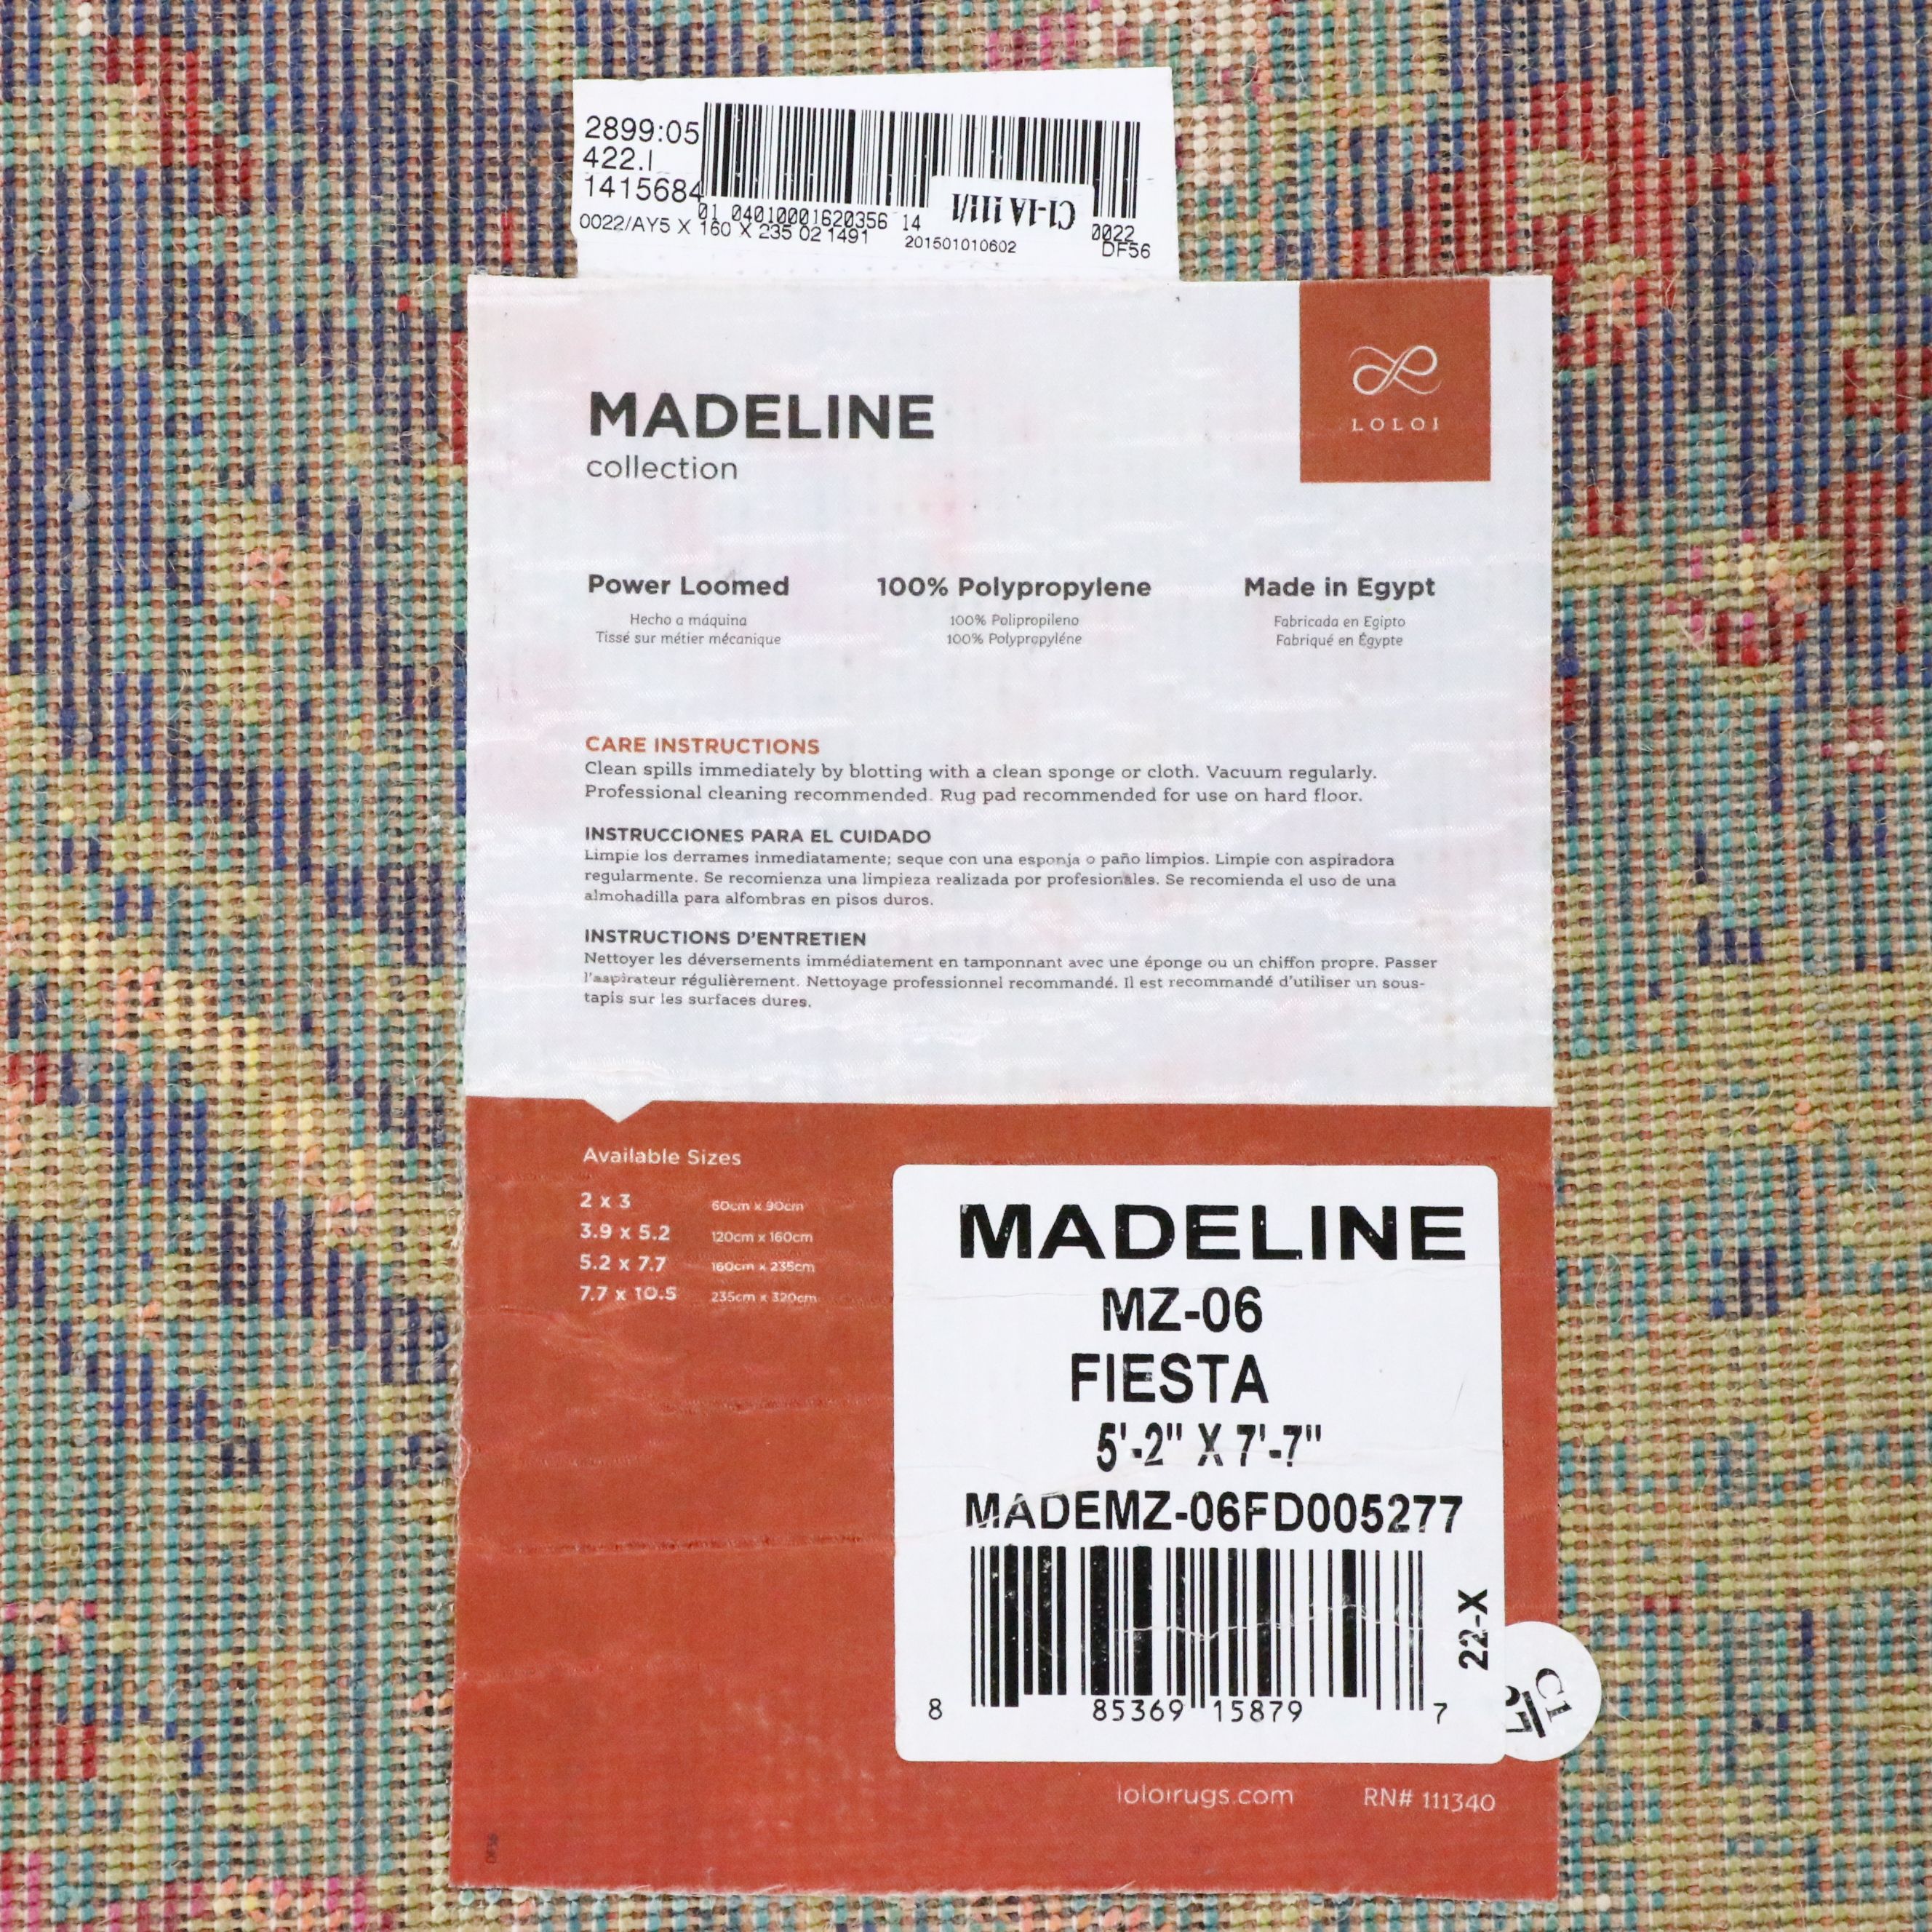 2899:05
422.I
1415684
01 04010001620356 14
C1-1A III/1
0022
0022/AY5 X 160 X 235 02 1491
201501010602
DF56
MADELINE
collection
LOLOI
Power Loomed
Hecho a máquina
Tissé sur métier mécanique
100% Polypropylene
100% Polipropileno
100% Polypropyléne
Made in Egypt
Fabricada en Egipto
Fabriqué en Égypte
CARE INSTRUCTIONS
Clean spills immediately by blotting with a clean sponge or cloth. Vacuum regularly.
Professional cleaning recommended. Rug pad recommended for use on hard floor.
INSTRUCCIONES PARA EL CUIDADO
Limpie los derrames inmediatamente; seque con una esponja o paño limpios. Limpie con aspiradora
regularmente. Se recomienza una limpieza realizada por profesionales. Se recomienda el uso de una
almohadilla para alfombras en pisos duros.
INSTRUCTIONS D'ENTRETIEN
Nettoyer les déversements immédiatement en tamponnant avec une éponge ou un chiffon propre. Passer
l'aspirateur régulièrement. Nettoyage professionnel recommandé. Il est recommandé d'utiliser un sous-
tapis sur les surfaces dures.
Available Sizes
2 x 3 60cm x 90cm
3.9 x 5.2 120cm x 160cm
5.2 x 7.7 160cm x 235cm
7.7 x 10.5 235cm x 320cm
MADELINE
MZ-06
FIESTA
5'-2" X 7'-7"
MADEMZ-06FD005277
8 85369 15879 7
22-X
C1
loloirugs.com RN# 111340